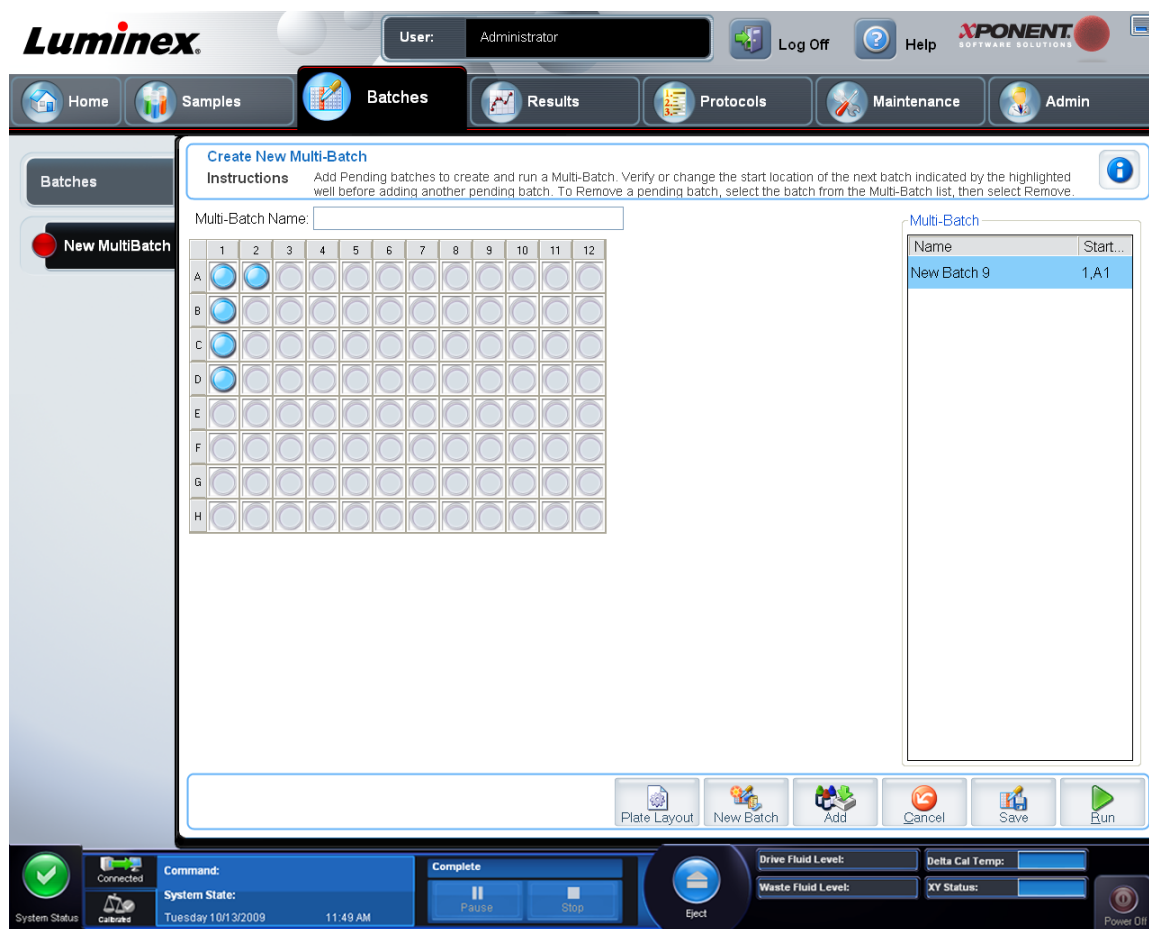 Luminex.
User: Administrator
Log Off
Help
XPONENT.
SOFTWARE SOLUTIONS
Home
Samples
Batches
Results
Protocols
Maintenance
Admin
Batches
New MultiBatch
Create New Multi-Batch
Instructions Add Pending batches to create and run a Multi-Batch. Verify or change the start location of the next batch indicated by the highlighted
well before adding another pending batch. To Remove a pending batch, select the batch from the Multi-Batch list, then select Remove.
Multi-Batch Name:
1 2 3 4 5 6 7 8 9 10 11 12
A
B
C
D
E
F
G
H
Multi-Batch
Name Start...
New Batch 9 1,A1
Plate Layout
New Batch
Add
Cancel
Save
Run
System Status
Connected
Calibrated
Command:
System State:
Tuesday 10/13/2009 11:49 AM
Complete
Pause
Stop
Eject
Drive Fluid Level:
Waste Fluid Level:
Delta Cal Temp:
XY Status:
Power Off